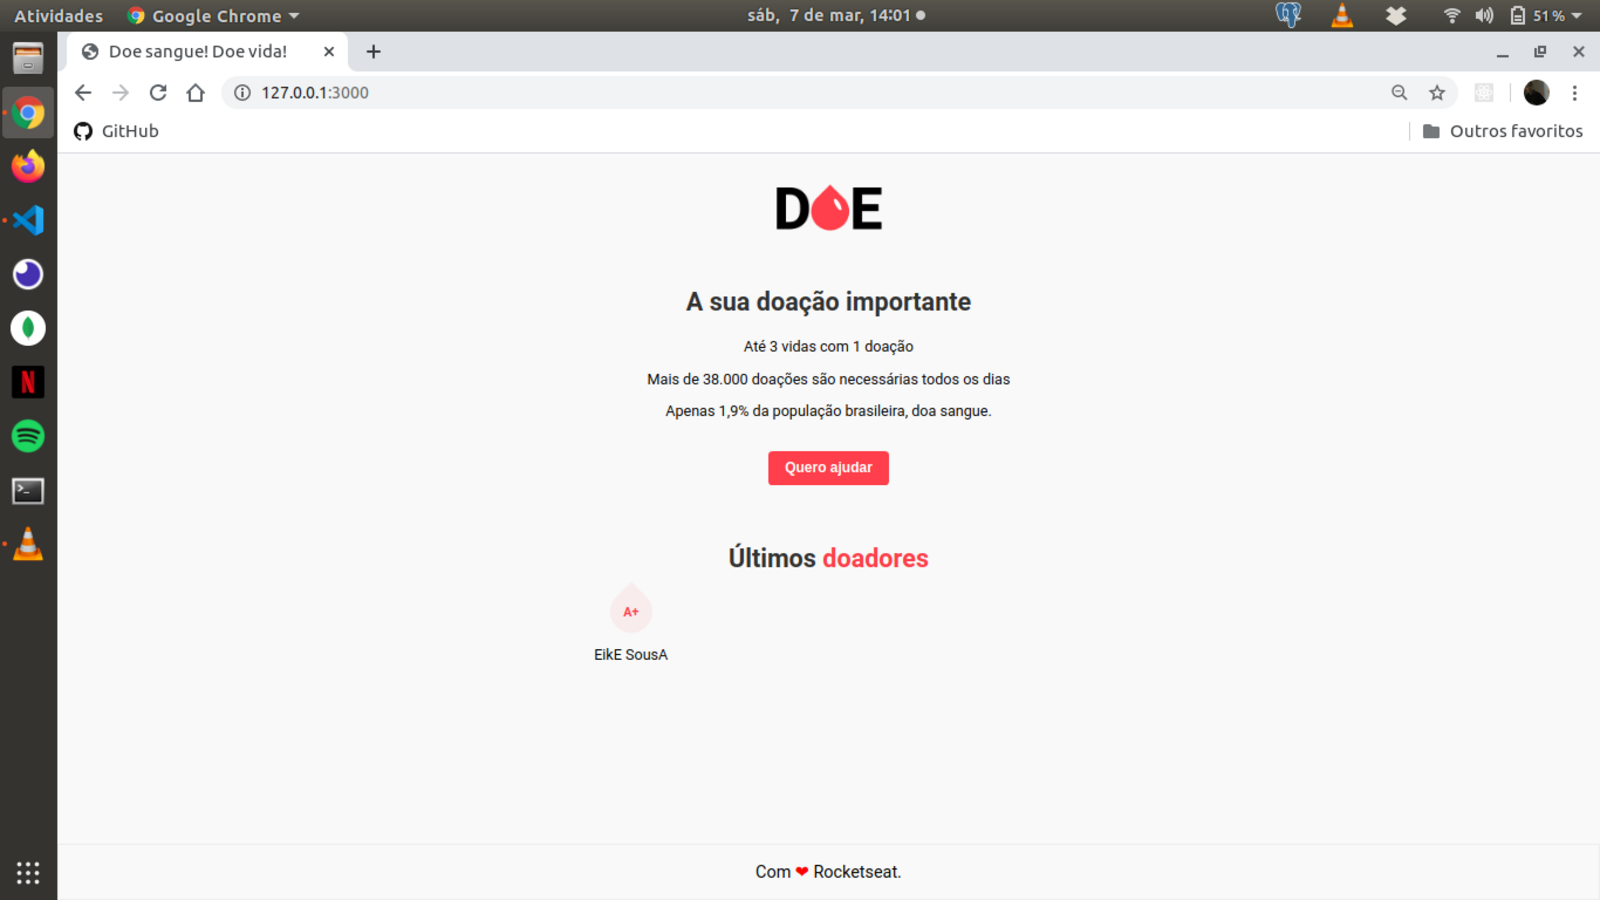 Atividades Google Chrome sáb, 7 de mar, 14:01 51 %
Doe sangue! Doe vida!
127.0.0.1:3000
GitHub Outros favoritos
DOE
A sua doação importante
Até 3 vidas com 1 doação
Mais de 38.000 doações são necessárias todos os dias
Apenas 1,9% da população brasileira, doa sangue.
Quero ajudar
Últimos doadores
A+
EikE SousA
Com ❤ Rocketseat.